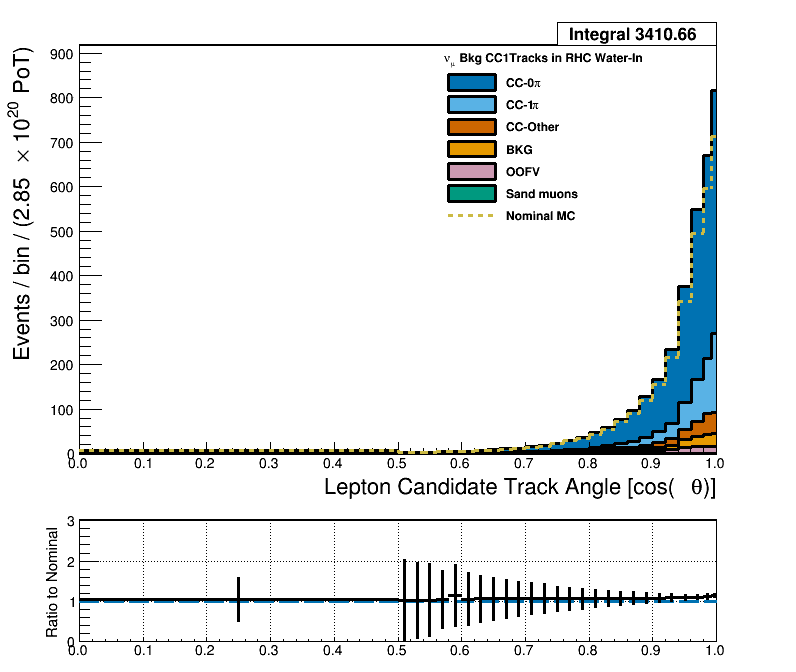 Integral 3410.66
ν_μ Bkg CC1Tracks in RHC Water-In
CC-0π
CC-1π
CC-Other
BKG
OOFV
Sand muons
Nominal MC
Events / bin / (2.85 × 10^20 PoT)
900
800
700
600
500
400
300
200
100
0
0.0 0.1 0.2 0.3 0.4 0.5 0.6 0.7 0.8 0.9 1.0
Lepton Candidate Track Angle [cos( θ)]
Ratio to Nominal
3
2
1
0
0.0 0.1 0.2 0.3 0.4 0.5 0.6 0.7 0.8 0.9 1.0